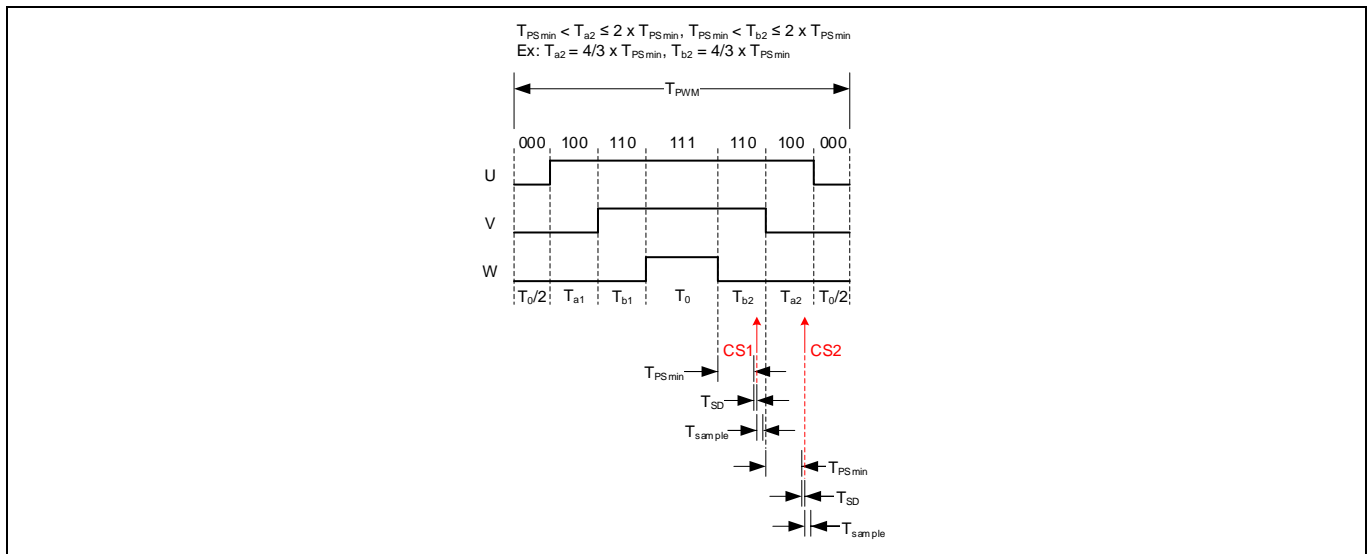 T_PSmin < T_a2 ≤ 2 x T_PSmin, T_PSmin < T_b2 ≤ 2 x T_PSmin
Ex: T_a2 = 4/3 x T_PSmin, T_b2 = 4/3 x T_PSmin
T_PWM
000 100 110 111 110 100 000
U
V
W
T_0/2 T_a1 T_b1 T_0 T_b2 T_a2 T_0/2
CS1 CS2
T_PSmin
T_SD
T_sample
T_PSmin
T_SD
T_sample